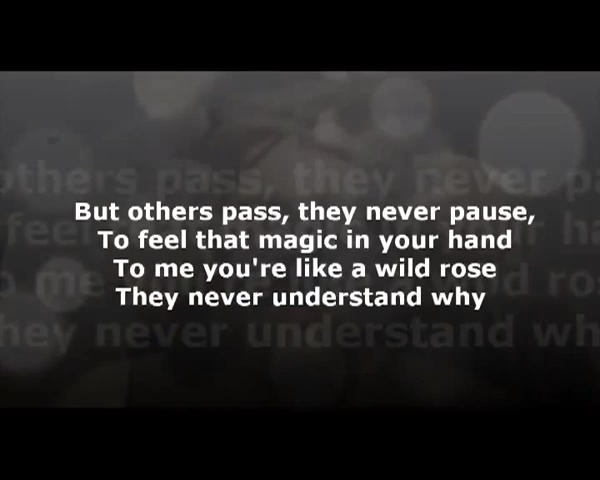 But others pass, they never pause,
To feel that magic in your hand
To me you're like a wild rose
They never understand why